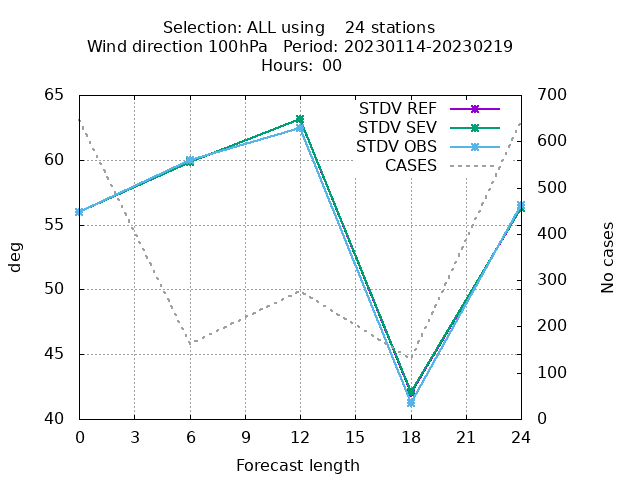 Selection: ALL using    24 stations
Wind direction 100hPa   Period: 20230114-20230219
Hours: 00
65
60
55
50
45
40
700
600
500
400
300
200
100
0
STDV REF
STDV SEV
STDV OBS
CASES
deg
No cases
0 3 6 9 12 15 18 21 24
Forecast length